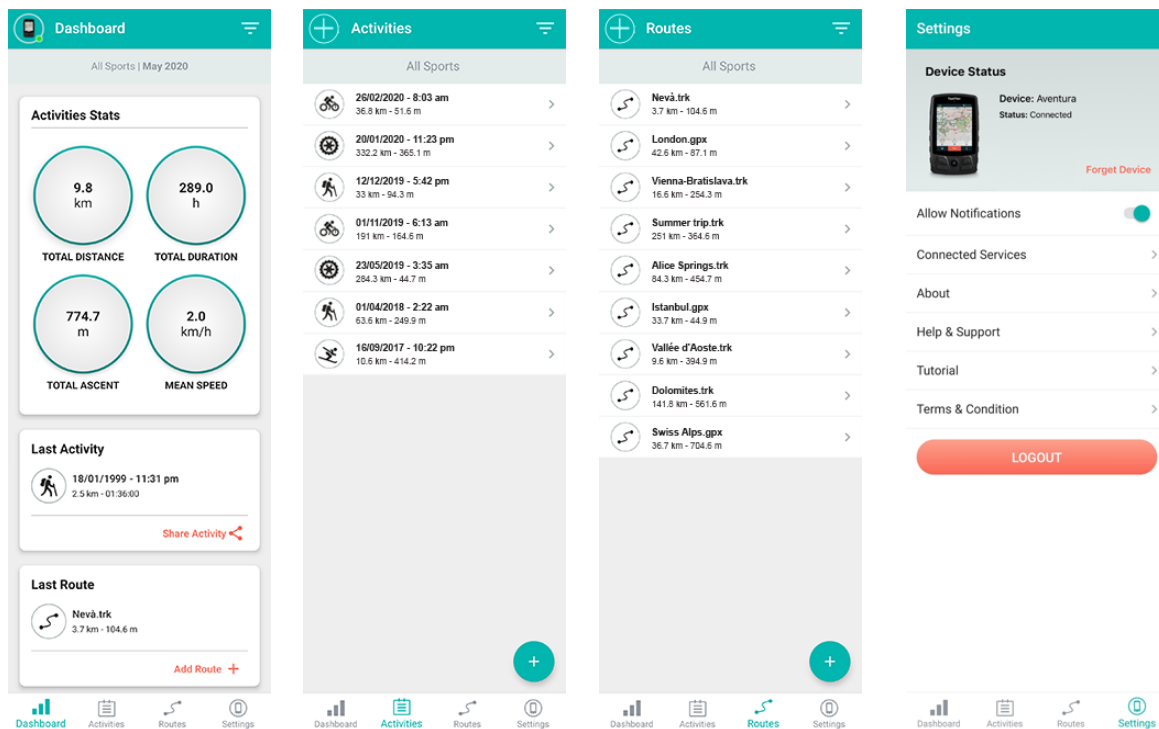 Dashboard
All Sports | May 2020
Activities Stats
9.8
km
289.0
h
TOTAL DISTANCE
TOTAL DURATION
774.7
m
2.0
km/h
TOTAL ASCENT
MEAN SPEED
Last Activity
18/01/1999 - 11:31 pm
2.5 km - 01:36:00
Share Activity
Last Route
Nevà.trk
3.7 km - 104.6 m
Add Route +
Dashboard
Activities
Routes
Settings
Activities
All Sports
26/02/2020 - 8:03 am
36.8 km - 51.6 m
20/01/2020 - 11:23 pm
332.2 km - 365.1 m
12/12/2019 - 5:42 pm
33 km - 94.3 m
01/11/2019 - 6:13 am
191 km - 164.6 m
23/05/2019 - 3:35 am
284.3 km - 44.7 m
01/04/2018 - 2:22 am
63.6 km - 249.9 m
16/09/2017 - 10:22 pm
10.6 km - 414.2 m
Dashboard
Activities
Routes
Settings
Routes
All Sports
Nevà.trk
3.7 km - 104.6 m
London.gpx
42.6 km - 87.1 m
Vienna-Bratislava.trk
16.6 km - 254.3 m
Summer trip.trk
251 km - 364.6 m
Alice Springs.trk
84.3 km - 454.7 m
Istanbul.gpx
33.7 km - 44.9 m
Vallée d'Aoste.trk
9.6 km - 394.9 m
Dolomites.trk
141.8 km - 561.6 m
Swiss Alps.gpx
36.7 km - 704.6 m
Dashboard
Activities
Routes
Settings
Settings
Device Status
Device: Aventura
Status: Connected
Forget Device
Allow Notifications
Connected Services
About
Help & Support
Tutorial
Terms & Condition
LOGOUT
Dashboard
Activities
Routes
Settings